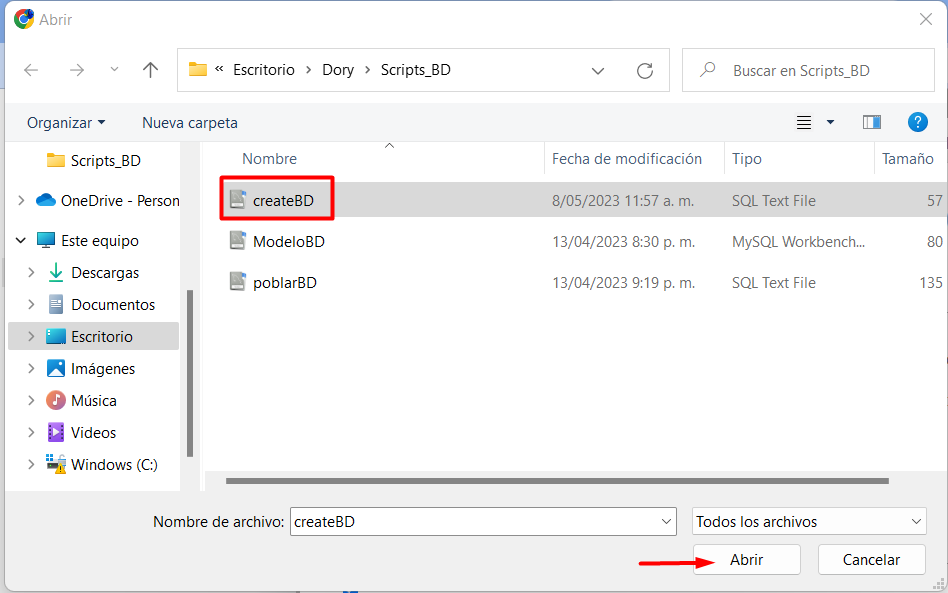 Abrir
« Escritorio > Dory > Scripts_BD
Buscar en Scripts_BD
Organizar
Nueva carpeta
?
Scripts_BD
OneDrive - Person
Este equipo
Descargas
Documentos
Escritorio
Imágenes
Música
Videos
Windows (C:)
Nombre Fecha de modificación Tipo Tamaño
createBD 8/05/2023 11:57 a. m. SQL Text File 57
ModeloBD 13/04/2023 8:30 p. m. MySQL Workbench... 80
poblarBD 13/04/2023 9:19 p. m. SQL Text File 135
Nombre de archivo: createBD
Todos los archivos
Abrir
Cancelar